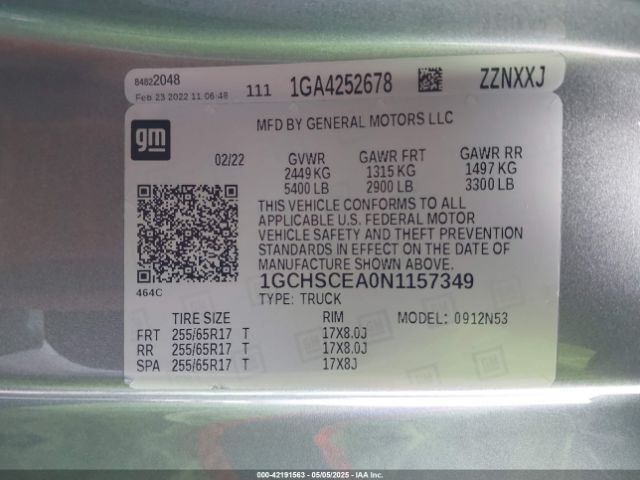 84822048
Feb 23 2022 11:06:48 111 1GA4252678 ZZNXXJ
gm
MFD BY GENERAL MOTORS LLC
02/22 GVWR GAWR FRT GAWR RR
2449 KG 1315 KG 1497 KG
5400 LB 2900 LB 3300 LB
THIS VEHICLE CONFORMS TO ALL
APPLICABLE U.S. FEDERAL MOTOR
VEHICLE SAFETY AND THEFT PREVENTION
STANDARDS IN EFFECT ON THE DATE OF
MANUFACTURE SHOWN ABOVE.
464C
1GCHSCEA0N1157349
TYPE: TRUCK
TIRE SIZE RIM MODEL: 0912N53
FRT 255/65R17 T 17X8.0J
RR 255/65R17 T 17X8.0J
SPA 255/65R17 T 17X8J
000-42191563 - 05/05/2025 - IAAI.CA